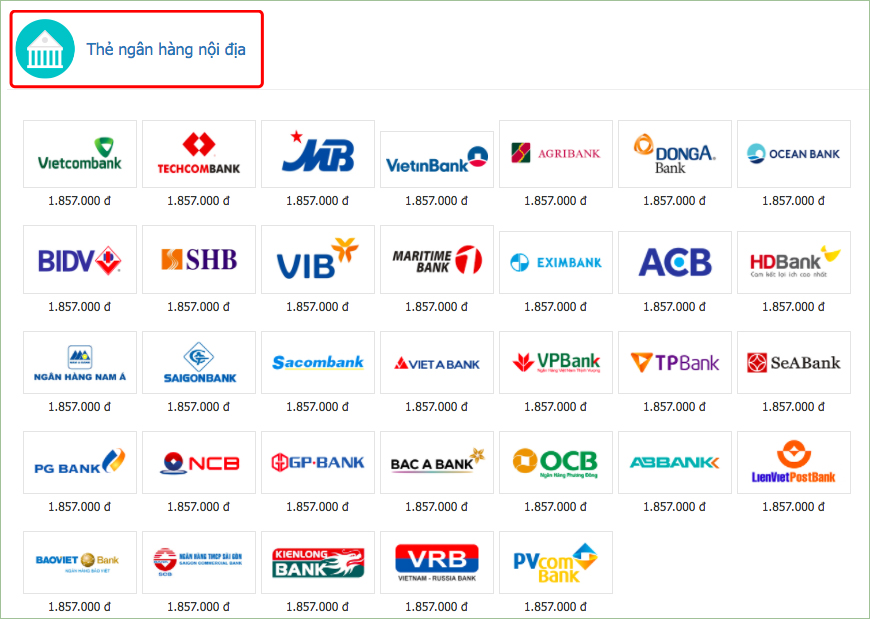 Thẻ ngân hàng nội địa
Vietcombank
TECHCOMBANK
MB
VietinBank
AGRIBANK
DONGA Bank
OCEAN BANK
1.857.000 đ 1.857.000 đ 1.857.000 đ 1.857.000 đ 1.857.000 đ 1.857.000 đ 1.857.000 đ
BIDV
SHB
VIB
MARITIME BANK
EXIMBANK
ACB
HDBank
Cam kết lợi ích cao nhất
1.857.000 đ 1.857.000 đ 1.857.000 đ 1.857.000 đ 1.857.000 đ 1.857.000 đ 1.857.000 đ
NGÂN HÀNG NAM Á
SAIGONBANK
Sacombank
VIET A BANK
VPBank
Ngân Hàng Việt Nam Thịnh Vượng
TPBank
SeABank
1.857.000 đ 1.857.000 đ 1.857.000 đ 1.857.000 đ 1.857.000 đ 1.857.000 đ 1.857.000 đ
PG BANK
NCB
GP·BANK
BAC A BANK
OCB
Ngân Hàng Phương Đông
ABBANK
LienVietPostBank
1.857.000 đ 1.857.000 đ 1.857.000 đ 1.857.000 đ 1.857.000 đ 1.857.000 đ 1.857.000 đ
BAOVIET Bank
NGÂN HÀNG BẢO VIỆT
SCB
NGÂN HÀNG TMCP SÀI GÒN
SAIGON COMMERCIAL BANK
KIENLONG BANK
VRB
VIETNAM - RUSSIA BANK
PVcom Bank
1.857.000 đ 1.857.000 đ 1.857.000 đ 1.857.000 đ 1.857.000 đ